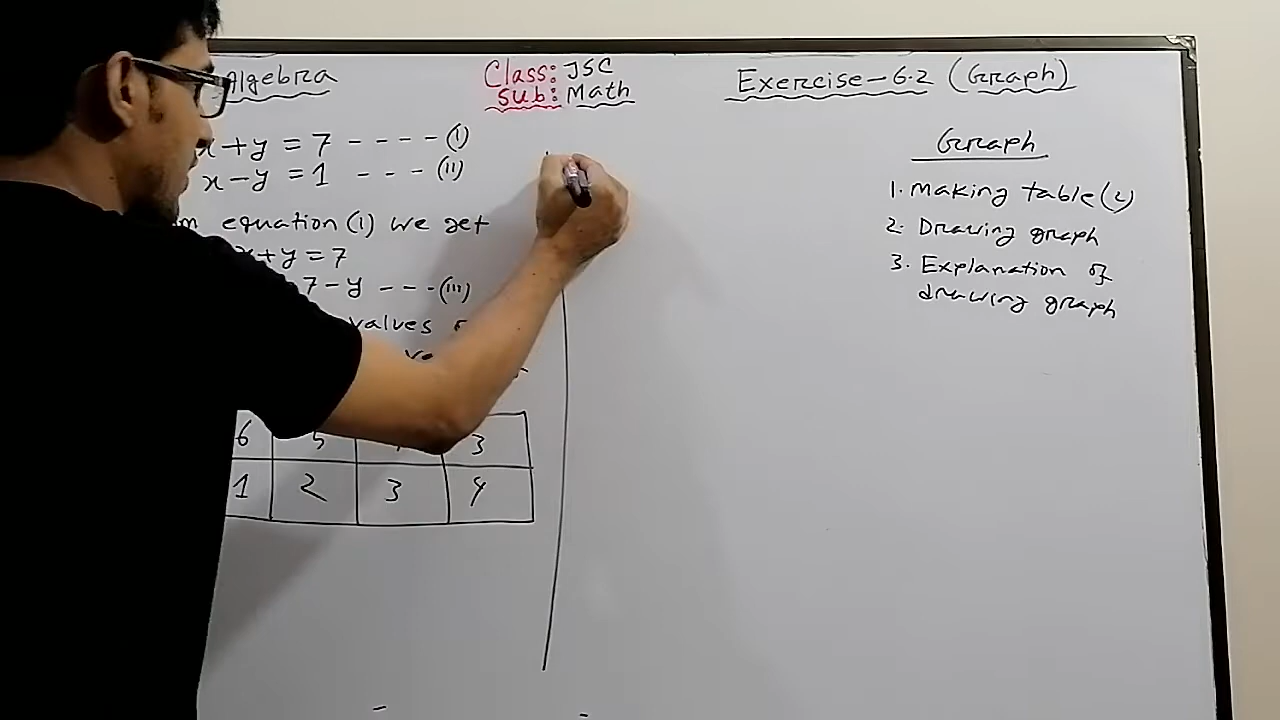 Algebra
Class: JSC
Sub: Math
Exercise-6.2 (Graph)
x+y = 7 ---- (i)
x-y = 1 --- (ii)
equation (i) we get
x+y = 7
7-y --- (iii)
values
6 5 3
1 2 3 4
Graph
1. Making table (2)
2. Drawing graph
3. Explanation of
drawing graph